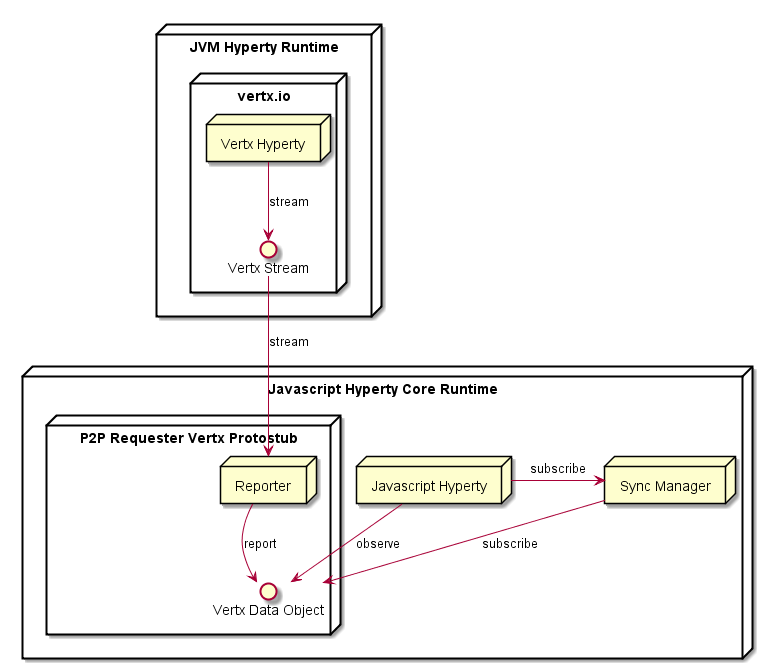 JVM Hyperty Runtime
vertx.io
Vertx Hyperty
stream
Vertx Stream
stream
Javascript Hyperty Core Runtime
P2P Requester Vertx Protostub
Reporter
Javascript Hyperty
subscribe
Sync Manager
report
observe
subscribe
Vertx Data Object